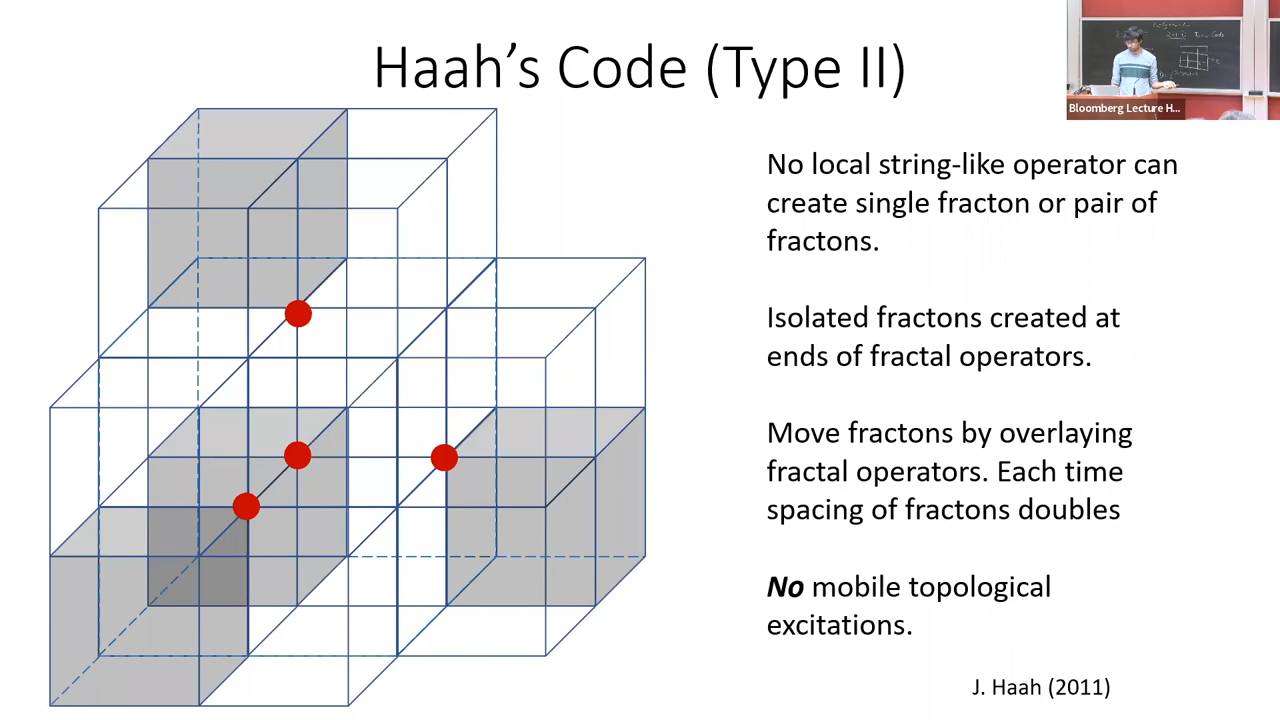 Haah’s Code (Type II)
Bloomberg Lecture H...
No local string-like operator can
create single fracton or pair of
fractons.
Isolated fractons created at
ends of fractal operators.
Move fractons by overlaying
fractal operators. Each time
spacing of fractons doubles
No mobile topological
excitations.
J. Haah (2011)